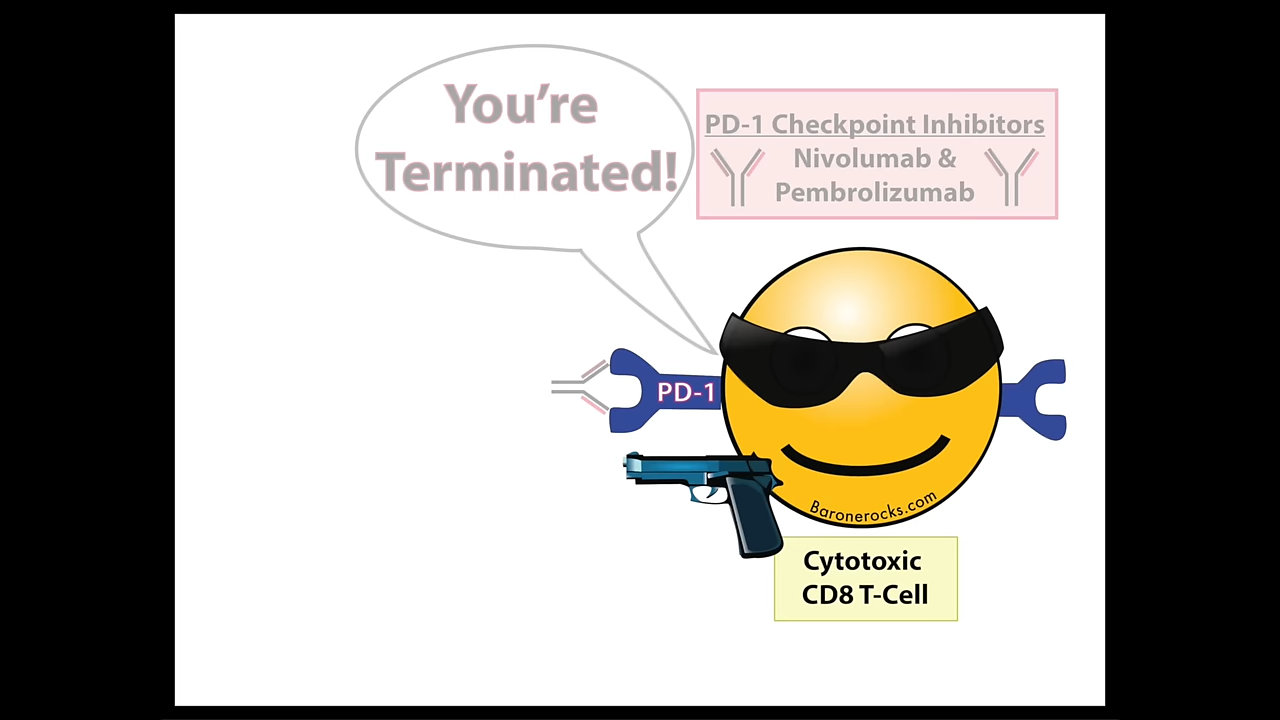 You're
Terminated!
PD-1 Checkpoint Inhibitors
Nivolumab &
Pembrolizumab
PD-1
Baronerocks.com
Cytotoxic
CD8 T-Cell